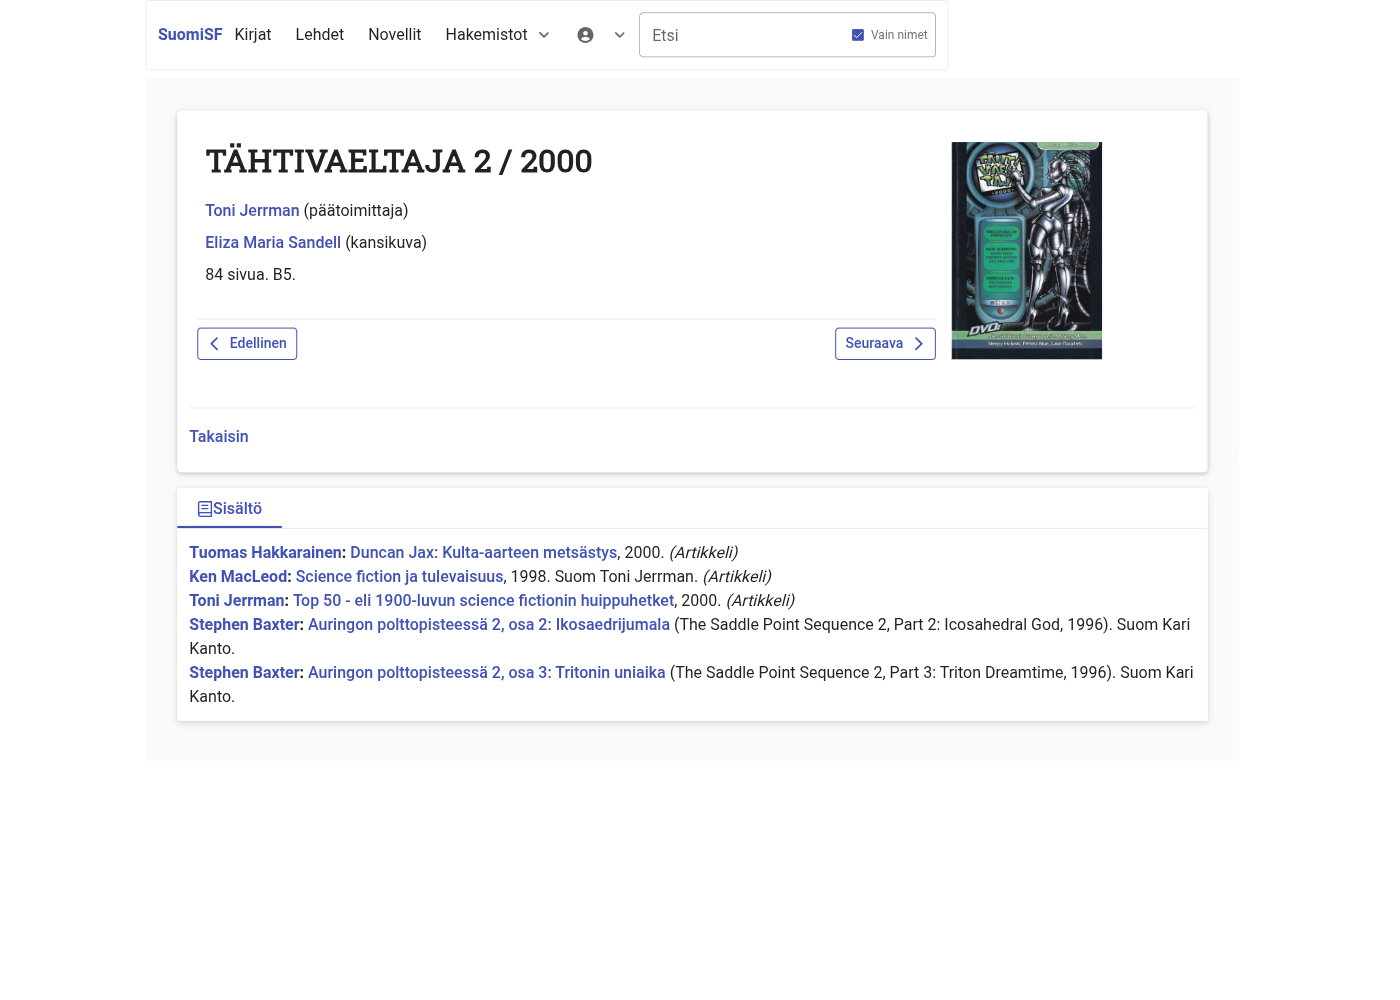 SuomiSF Kirjat Lehdet Novellit Hakemistot Etsi Vain nimet
TÄHTIVAELTAJA 2 / 2000
Toni Jerrman (päätoimittaja)
Eliza Maria Sandell (kansikuva)
84 sivua. B5.
Edellinen
Seuraava
DVD:
Takaisin
Sisältö
Tuomas Hakkarainen: Duncan Jax: Kulta-aarteen metsästys, 2000. (Artikkeli)
Ken MacLeod: Science fiction ja tulevaisuus, 1998. Suom Toni Jerrman. (Artikkeli)
Toni Jerrman: Top 50 - eli 1900-luvun science fictionin huippuhetket, 2000. (Artikkeli)
Stephen Baxter: Auringon polttopisteessä 2, osa 2: Ikosaedrijumala (The Saddle Point Sequence 2, Part 2: Icosahedral God, 1996). Suom Kari
Kanto.
Stephen Baxter: Auringon polttopisteessä 2, osa 3: Tritonin uniaika (The Saddle Point Sequence 2, Part 3: Triton Dreamtime, 1996). Suom Kari
Kanto.